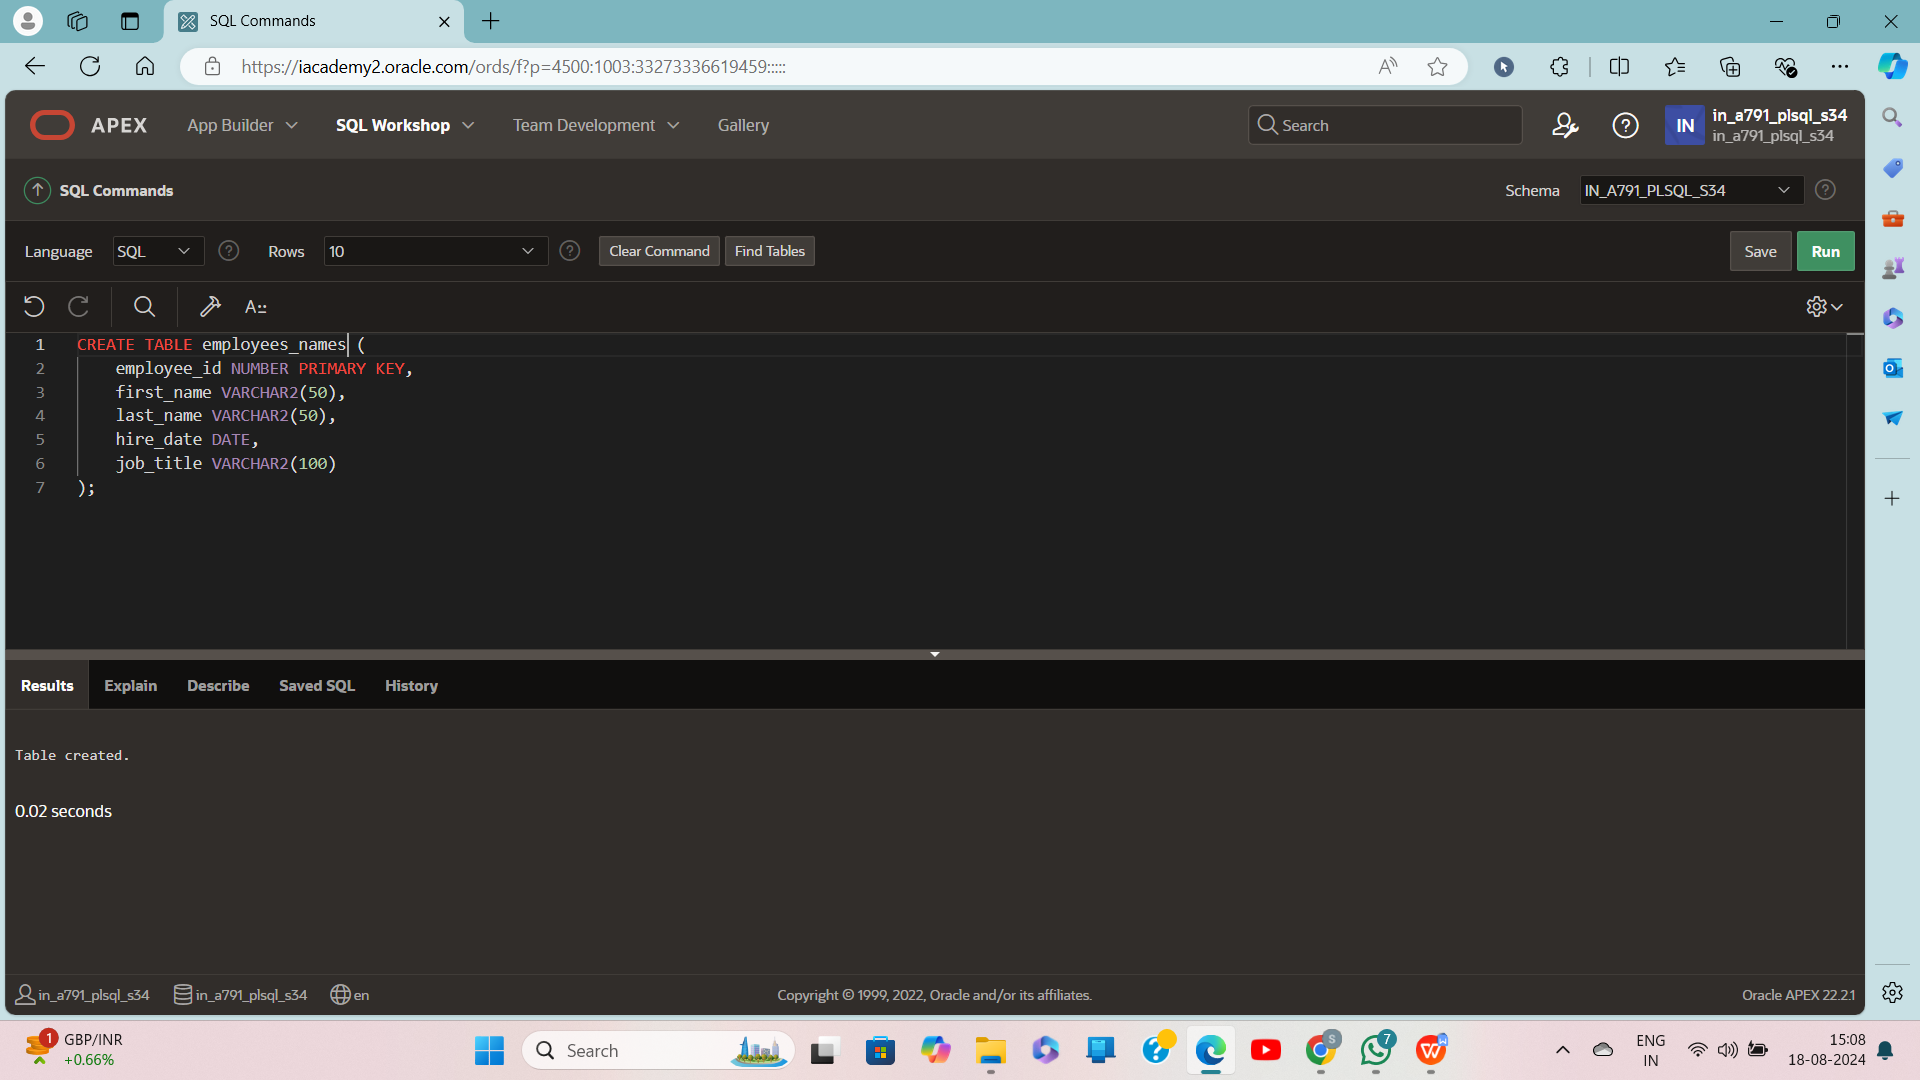 SQL Commands
https://iacademy2.oracle.com/ords/f?p=4500:1003:33273336619459:::::
APEX App Builder SQL Workshop Team Development Gallery Search IN in_a791_plsql_s34
in_a791_plsql_s34
SQL Commands Schema IN_A791_PLSQL_S34
Language SQL Rows 10 Clear Command Find Tables Save Run
1 CREATE TABLE employees_names (
2 employee_id NUMBER PRIMARY KEY,
3 first_name VARCHAR2(50),
4 last_name VARCHAR2(50),
5 hire_date DATE,
6 job_title VARCHAR2(100)
7 );
Results Explain Describe Saved SQL History
Table created.
0.02 seconds
in_a791_plsql_s34 in_a791_plsql_s34 en Copyright © 1999, 2022, Oracle and/or its affiliates. Oracle APEX 22.2.1
1 GBP/INR
+0.66%
Search
S
7
ENG
IN
15:08
18-08-2024